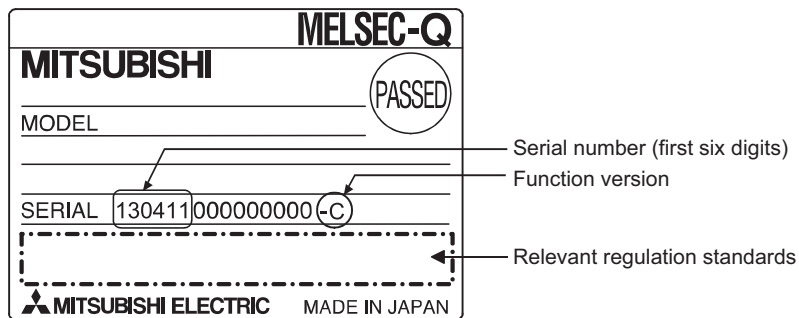 MELSEC-Q
MITSUBISHI
PASSED
MODEL
Serial number (first six digits)
Function version
SERIAL 130411000000000-C
Relevant regulation standards
MITSUBISHI ELECTRIC MADE IN JAPAN